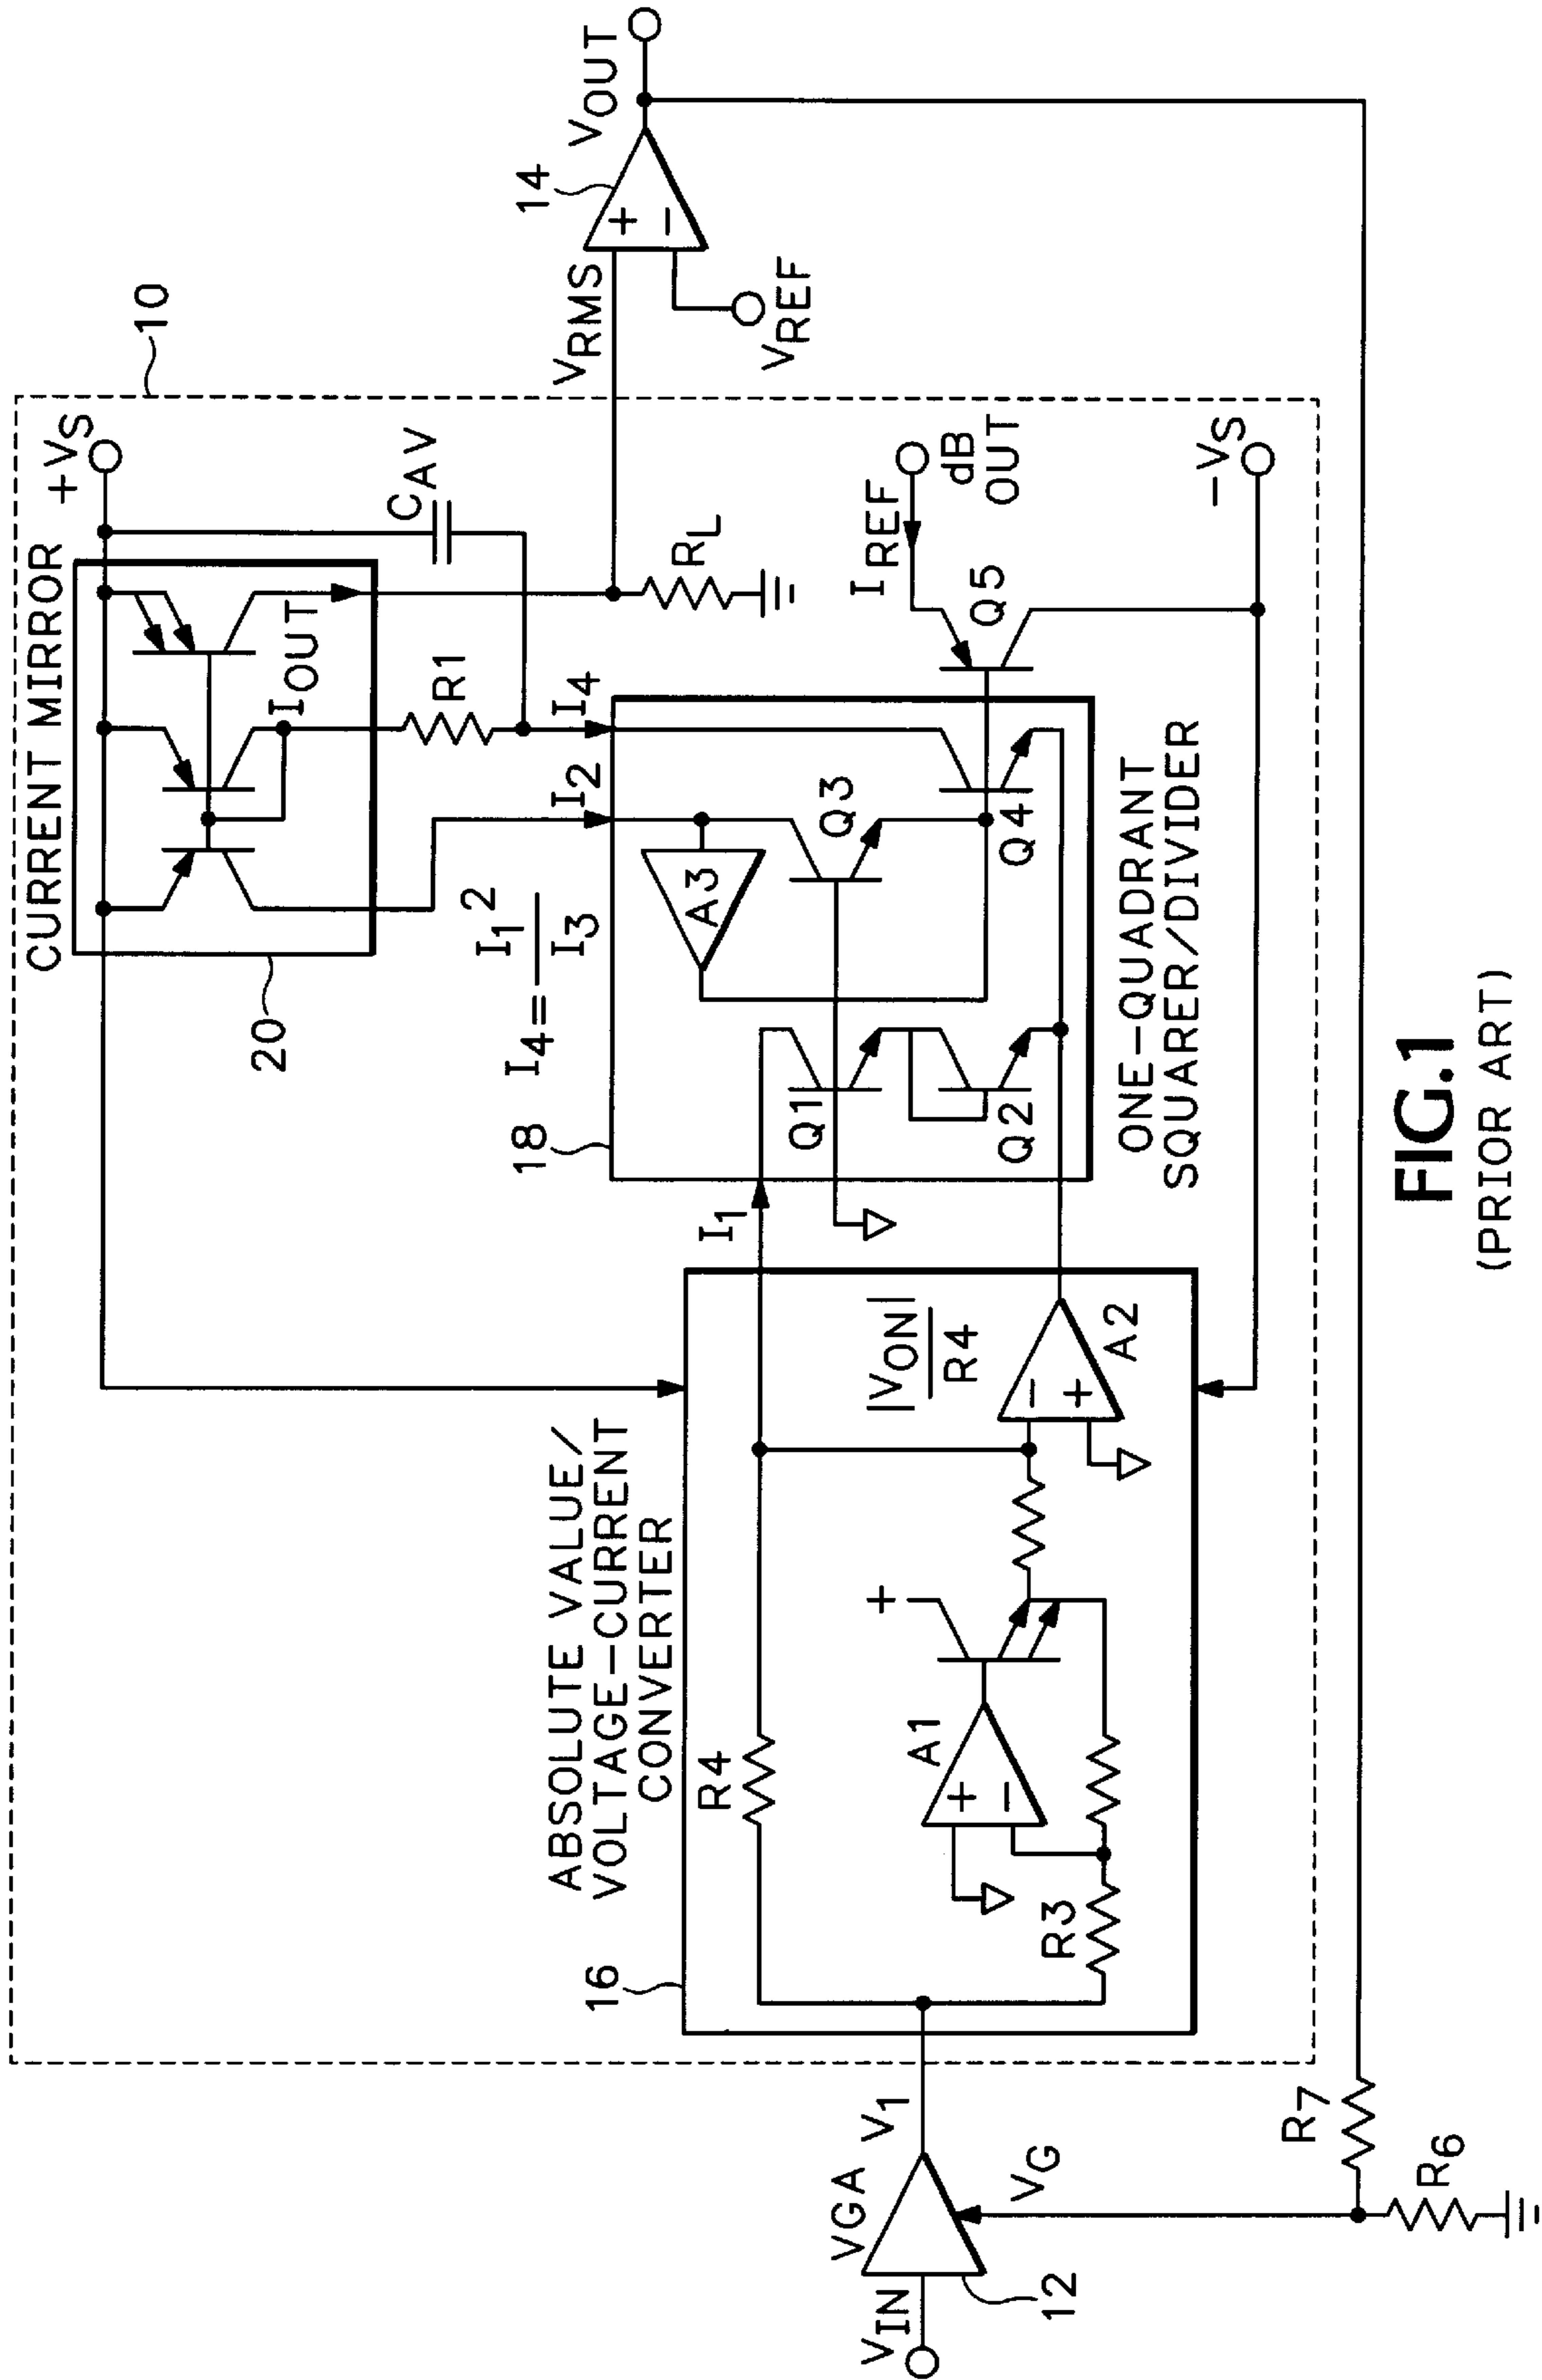 10
CURRENT MIRROR
+VS
20
IOUT
CAV
R1
RL
VRMS
14
+
−
VREF
VOUT
I4=I1²/I3
I2
I4
IREF
dB
OUT
18
I1
A3
Q3
Q1
Q2
Q4
Q5
−VS
ONE-QUADRANT
SQUARER/DIVIDER
ABSOLUTE VALUE/
VOLTAGE-CURRENT
CONVERTER
16
R4
|VON|/R4
+
A1
+
−
R3
−
+
A2
VGA
VIN
V1
12
VG
R7
R6
FIG.1
(PRIOR ART)